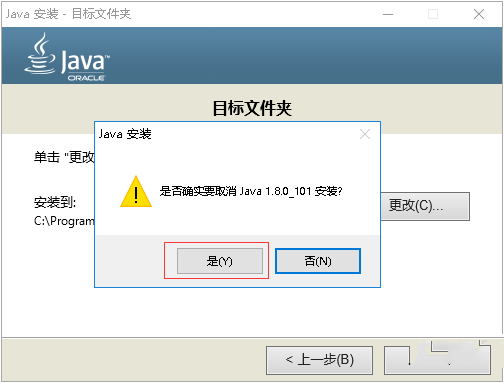 Java 安装 - 目标文件夹
Java
ORACLE
目标文件夹
单击 "更改
Java 安装
是否确实要取消 Java 1.8.0_101 安装?
安装到:
C:\Program
更改(C)...
是(Y)
否(N)
< 上一步(B)